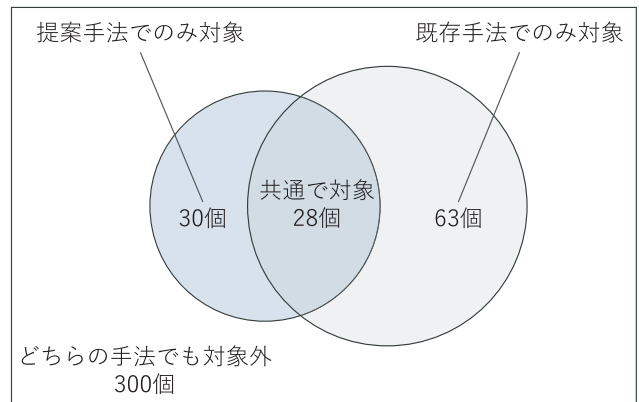 提案手法でのみ対象
既存手法でのみ対象
共通で対象
30個
28個
63個
どちらの手法でも対象外
300個